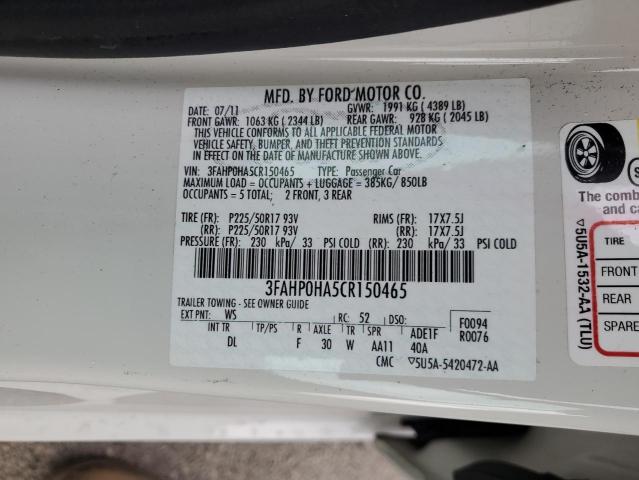 MFD. BY FORD MOTOR CO.
DATE: 07/11 GVWR: 1991 KG ( 4389 LB)
FRONT GAWR: 1063 KG ( 2344 LB) REAR GAWR: 928 KG ( 2045 LB)
THIS VEHICLE CONFORMS TO ALL APPLICABLE FEDERAL MOTOR
VEHICLE SAFETY, BUMPER, AND THEFT PREVENTION STANDARDS
IN EFFECT ON THE DATE OF MANUFACTURE SHOWN ABOVE.
VIN: 3FAHP0HA5CR150465 TYPE: Passenger Car
MAXIMUM LOAD = OCCUPANTS + LUGGAGE = 385KG/ 850LB
OCCUPANTS = 5 TOTAL: 2 FRONT, 3 REAR
TIRE (FR): P225/50R17 93V RIMS (FR): 17X7.5J
(RR): P225/50R17 93V (RR): 17X7.5J
PRESSURE (FR): 230 kPa/ 33 PSI COLD (RR): 230 kPa/ 33 PSI COLD
3FAHP0HA5CR150465
TRAILER TOWING - SEE OWNER GUIDE
EXT PNT: WS RC: 52 DSO: F0094
INT TR TP/PS R AXLE TR SPR ADE1F R0076
DL F 30 W AA11 40A
CMC ▽5U5A-5420472-AA
The comb
and ca
▽5U5A-1532-AA (TLU)
TIRE
FRONT
REAR
SPARE